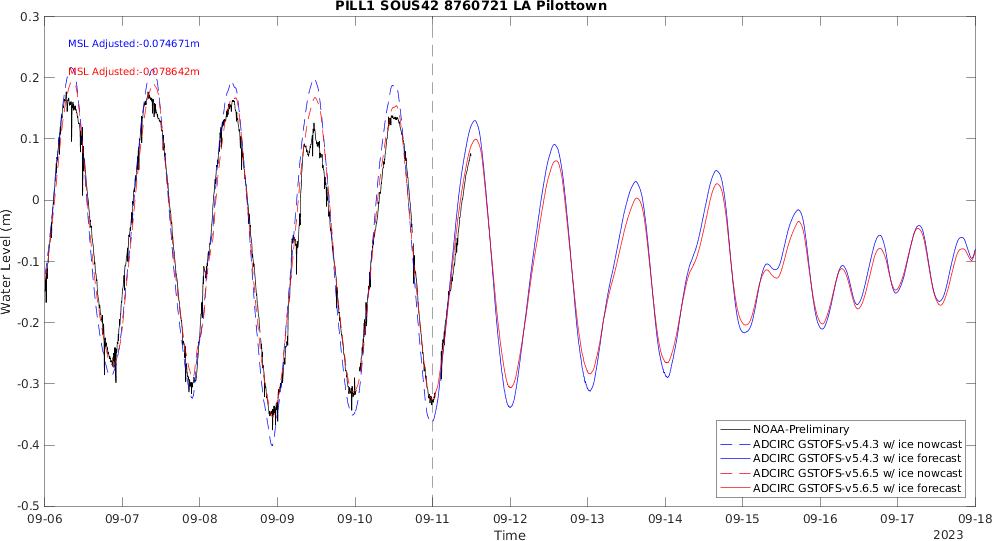 PILL1 SOUS42 8760721 LA Pilottown
MSL Adjusted:-0.074671m
MSL Adjusted:-0.078642m
0.3
0.2
0.1
0
-0.1
-0.2
-0.3
-0.4
-0.5
Water Level (m)
NOAA-Preliminary
ADCIRC GSTOFS-v5.4.3 w/ ice nowcast
ADCIRC GSTOFS-v5.4.3 w/ ice forecast
ADCIRC GSTOFS-v5.6.5 w/ ice nowcast
ADCIRC GSTOFS-v5.6.5 w/ ice forecast
09-06 09-07 09-08 09-09 09-10 09-11 09-12 09-13 09-14 09-15 09-16 09-17 09-18
Time
2023